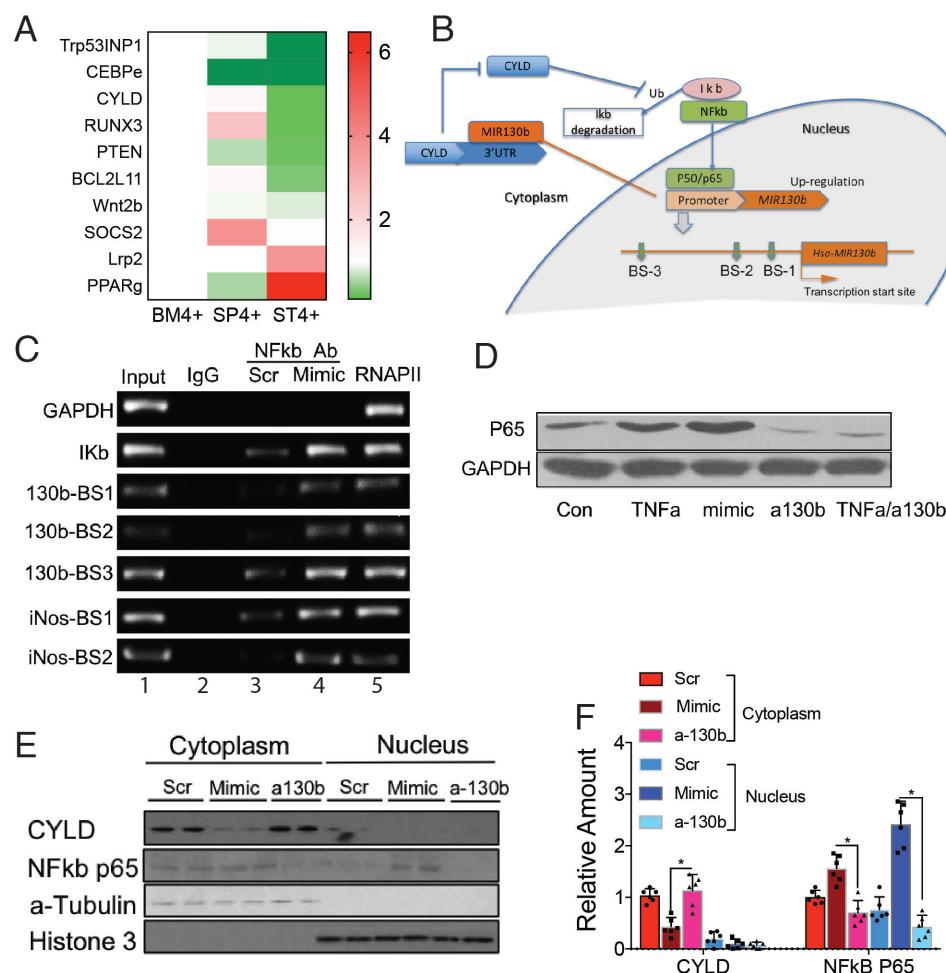 A
Trp53INP1
CEBPe
CYLD
RUNX3
PTEN
BCL2L11
Wnt2b
SOCS2
Lrp2
PPARg
BM4+ SP4+ ST4+
6
4
2
B
CYLD
Ub
I k b
NFkb
Ikb
degradation
Nucleus
MIR130b
CYLD 3'UTR
Cytoplasm
P50/p65
Up-regulation
Promoter MIR130b
BS-3 BS-2 BS-1
Hso-MIR130b
Transcription start site
C
NFkb Ab
Input IgG Scr Mimic RNAPII
GAPDH
IKb
130b-BS1
130b-BS2
130b-BS3
iNos-BS1
iNos-BS2
1 2 3 4 5
D
P65
GAPDH
Con TNFa mimic a130b TNFa/a130b
E
Cytoplasm Nucleus
Scr Mimic a130b Scr Mimic a-130b
CYLD
NFkb p65
a-Tubulin
Histone 3
F
Scr
Mimic
a-130b
Cytoplasm
Scr
Mimic
a-130b
Nucleus
Relative Amount
4
3
2
1
0
*
*
*
CYLD NFkB P65